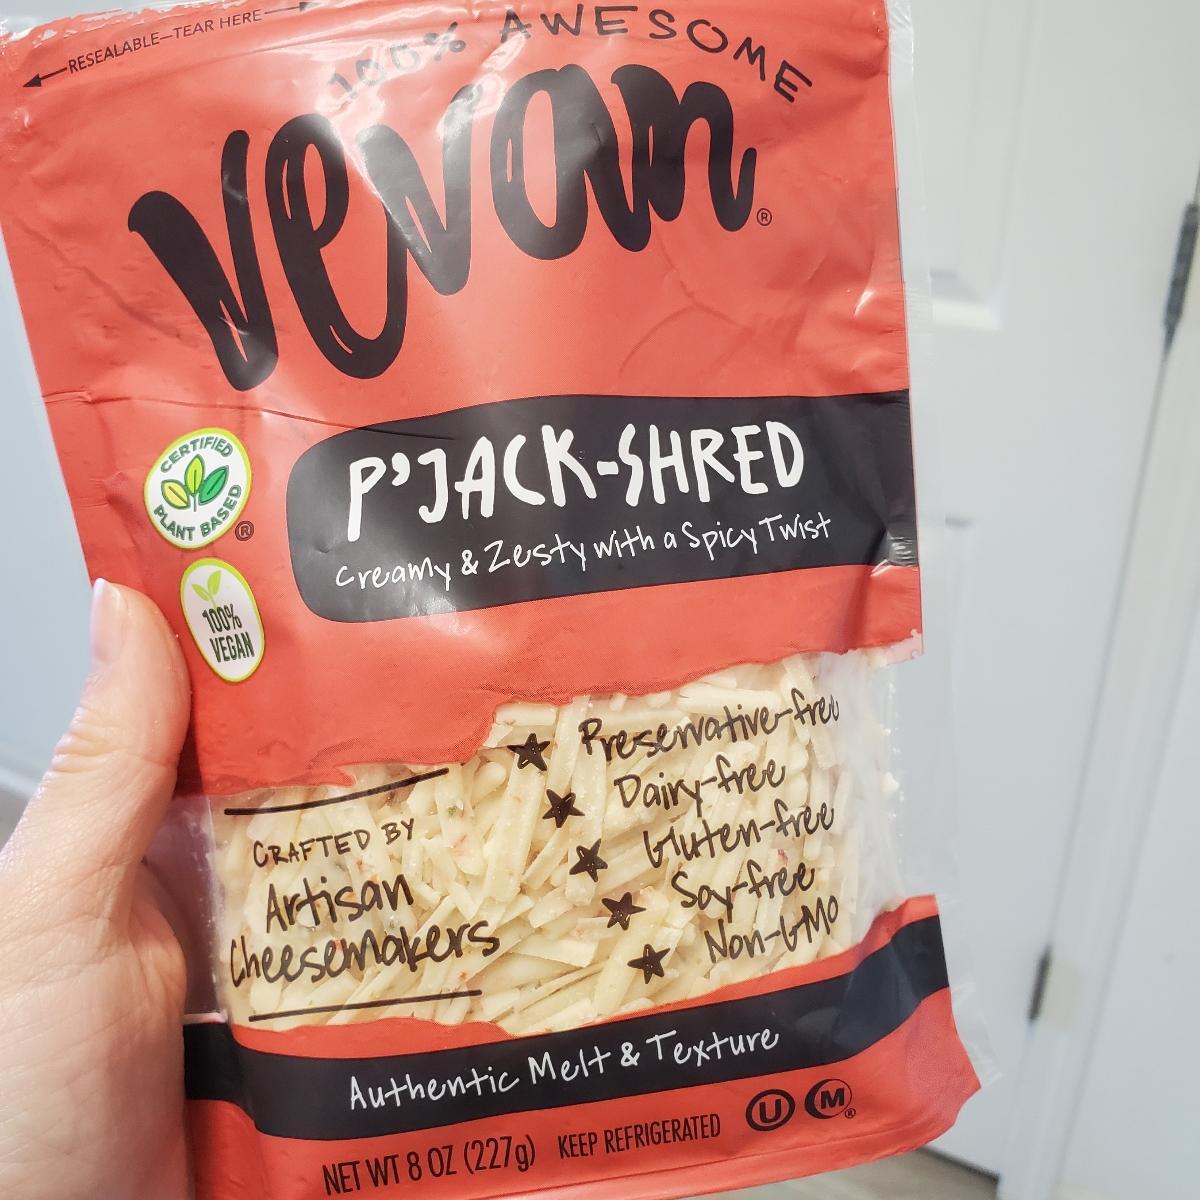 RESEALABLE—TEAR HERE
100% AWESOME
vevan®
CERTIFIED
PLANT BASED®
P'JACK-SHRED
Creamy & Zesty with a Spicy Twist
100%
VEGAN
CRAFTED BY
Artisan
Cheesemakers
★ Preservative-free
★ Dairy-free
★ Gluten-free
★ Soy-free
★ Non-GMO
Authentic Melt & Texture
NET WT 8 OZ (227g) KEEP REFRIGERATED U M®